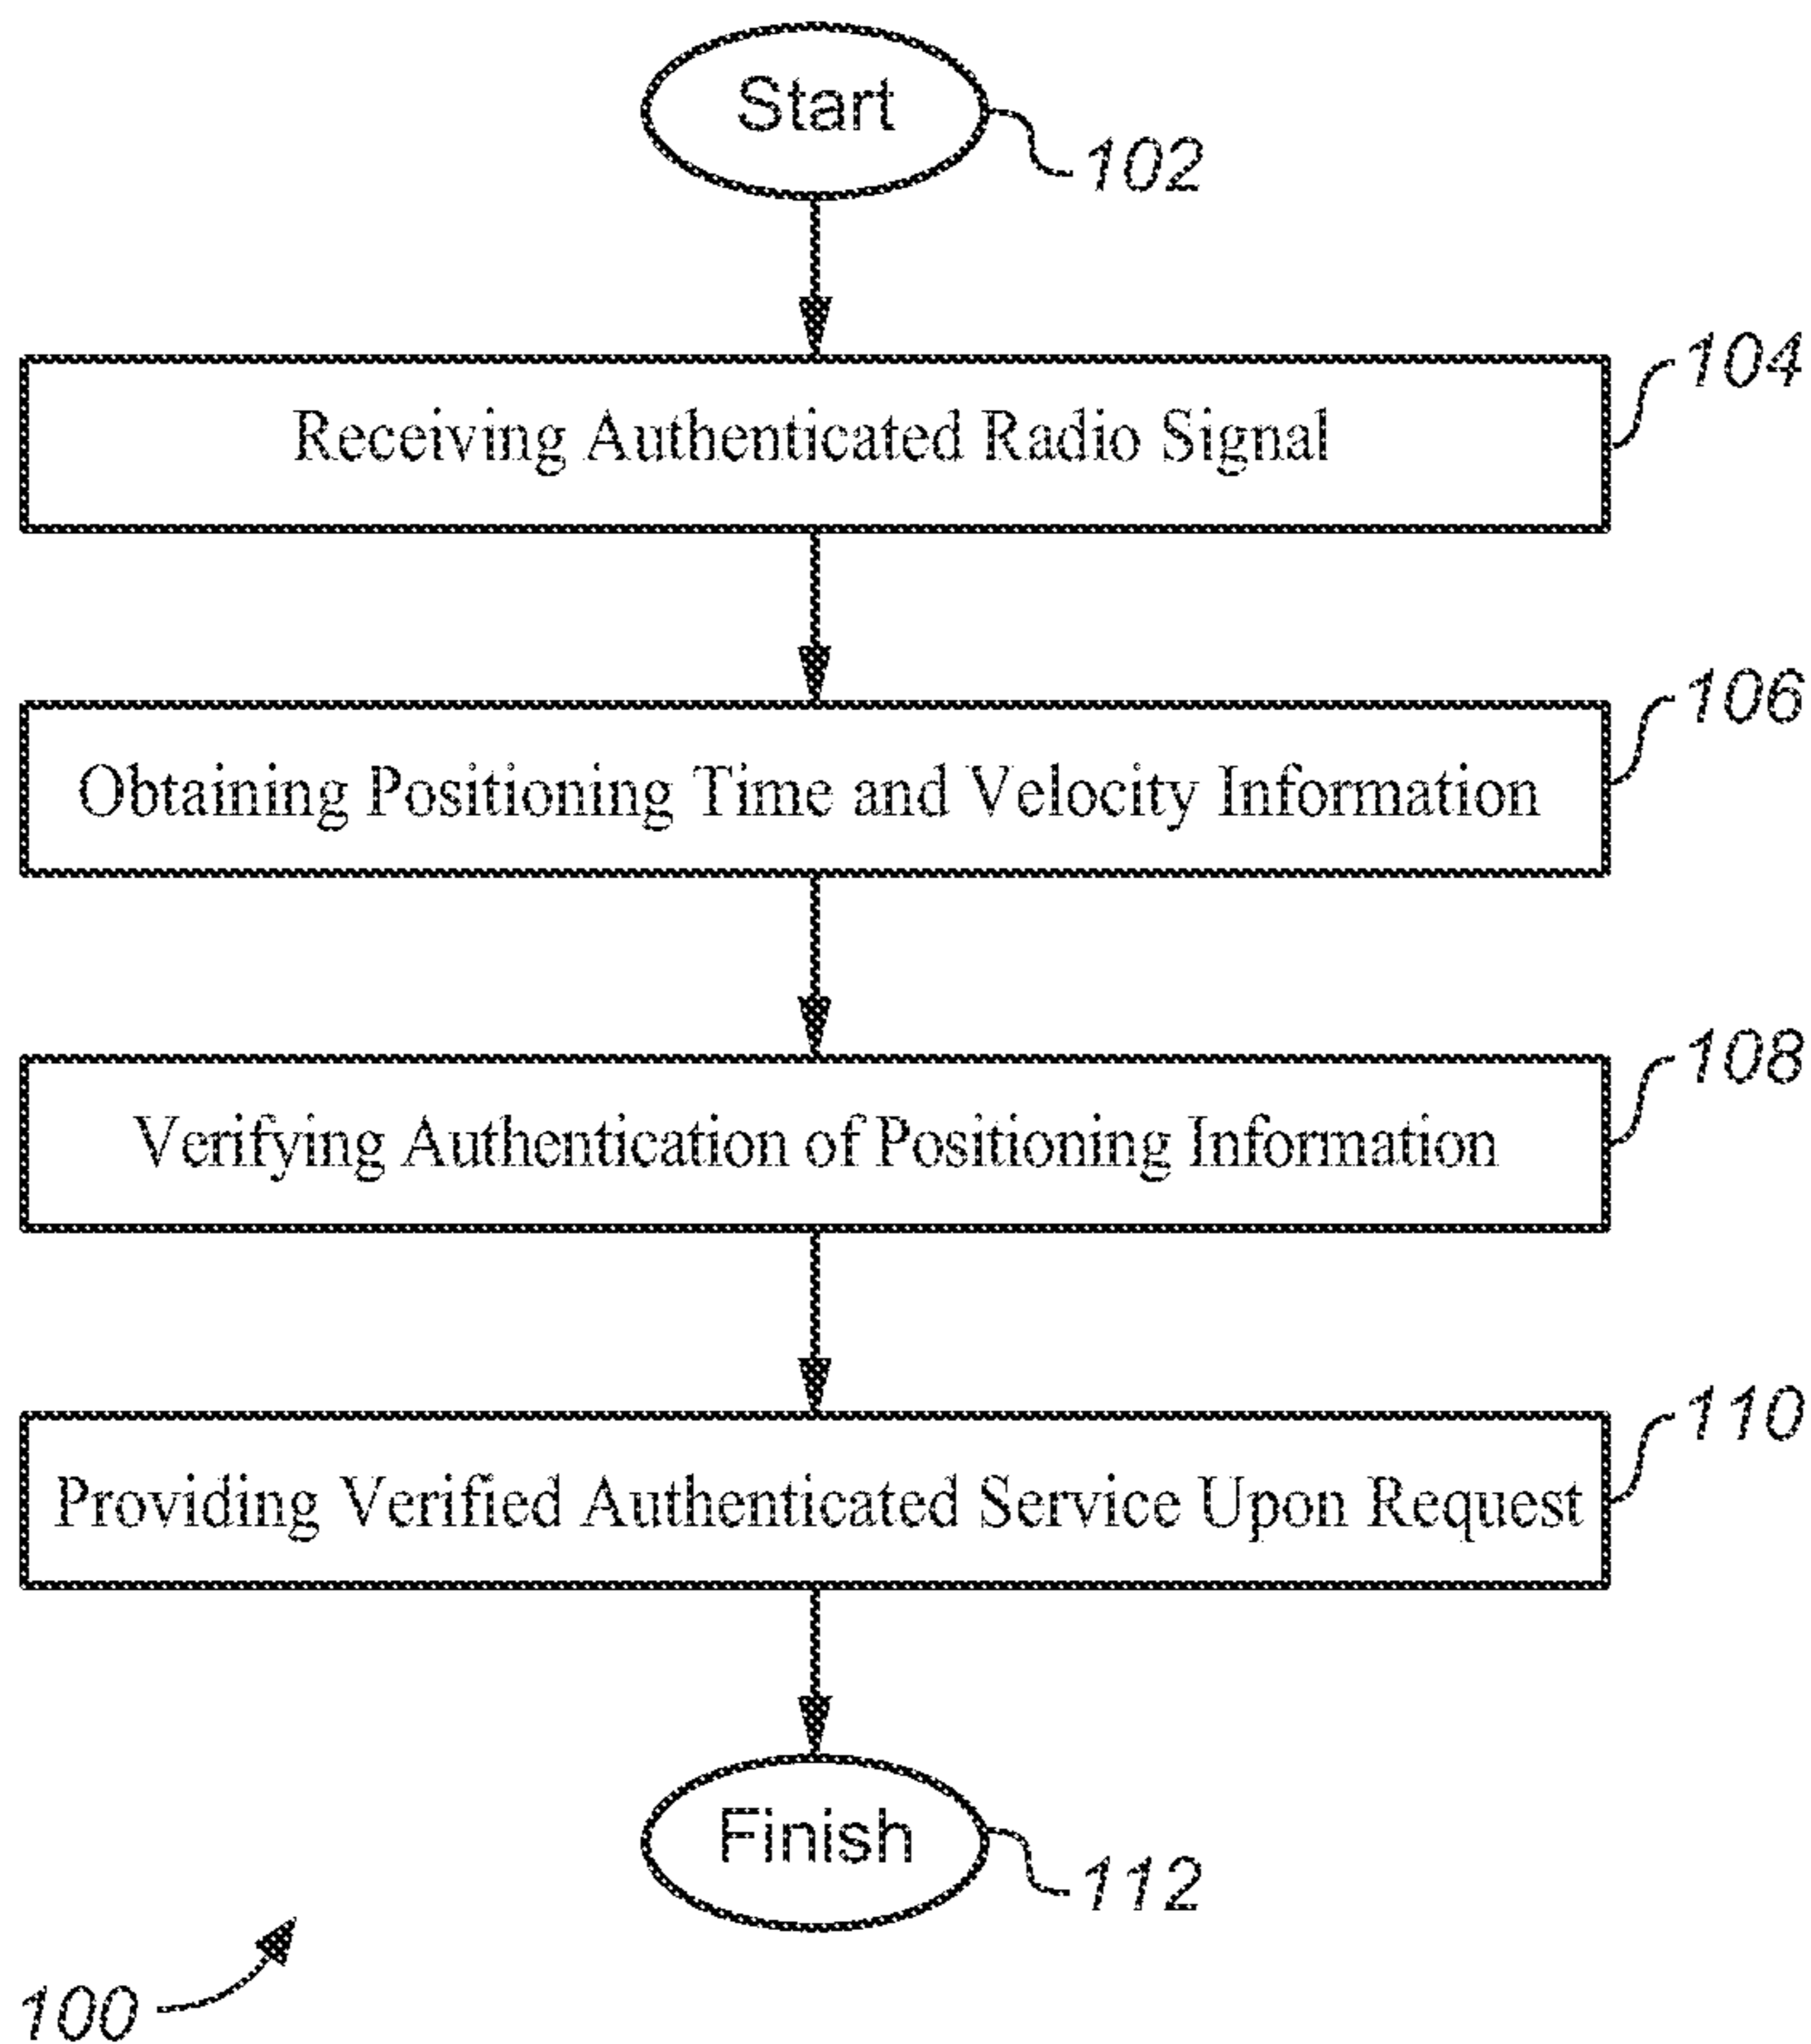 Start
102
104
Receiving Authenticated Radio Signal
106
Obtaining Positioning Time and Velocity Information
108
Verifying Authentication of Positioning Information
110
Providing Verified Authenticated Service Upon Request
Finish
112
100